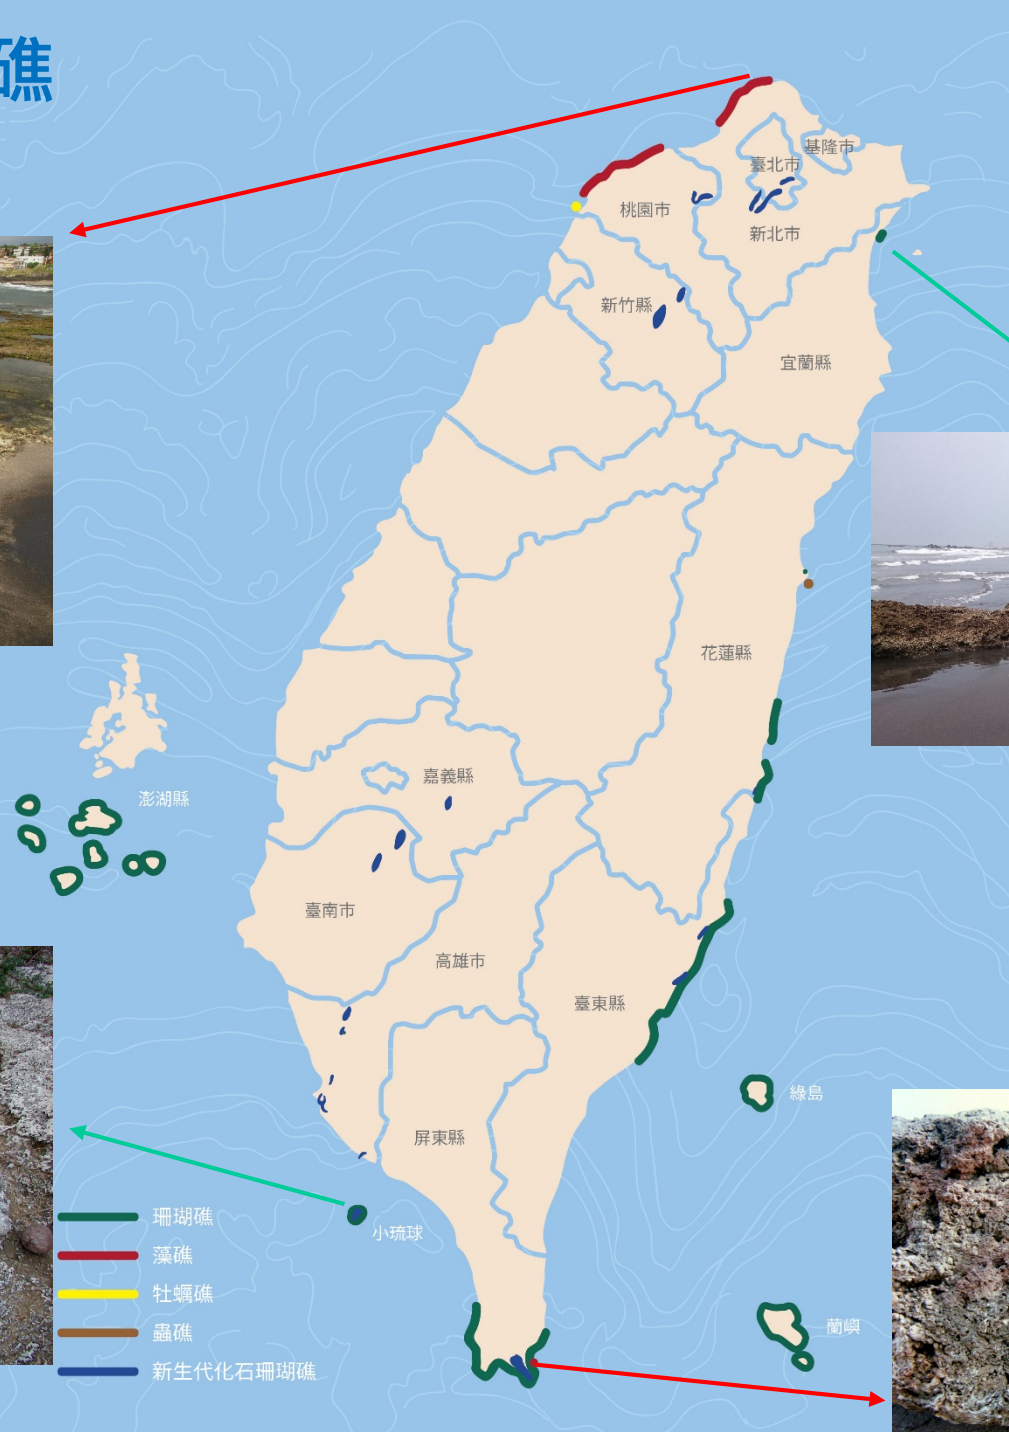 礁
基隆市
臺北市
桃園市
新北市
新竹縣
宜蘭縣
花蓮縣
嘉義縣
澎湖縣
臺南市
高雄市
臺東縣
綠島
屏東縣
小琉球
蘭嶼
珊瑚礁
藻礁
牡蠣礁
蟲礁
新生代化石珊瑚礁